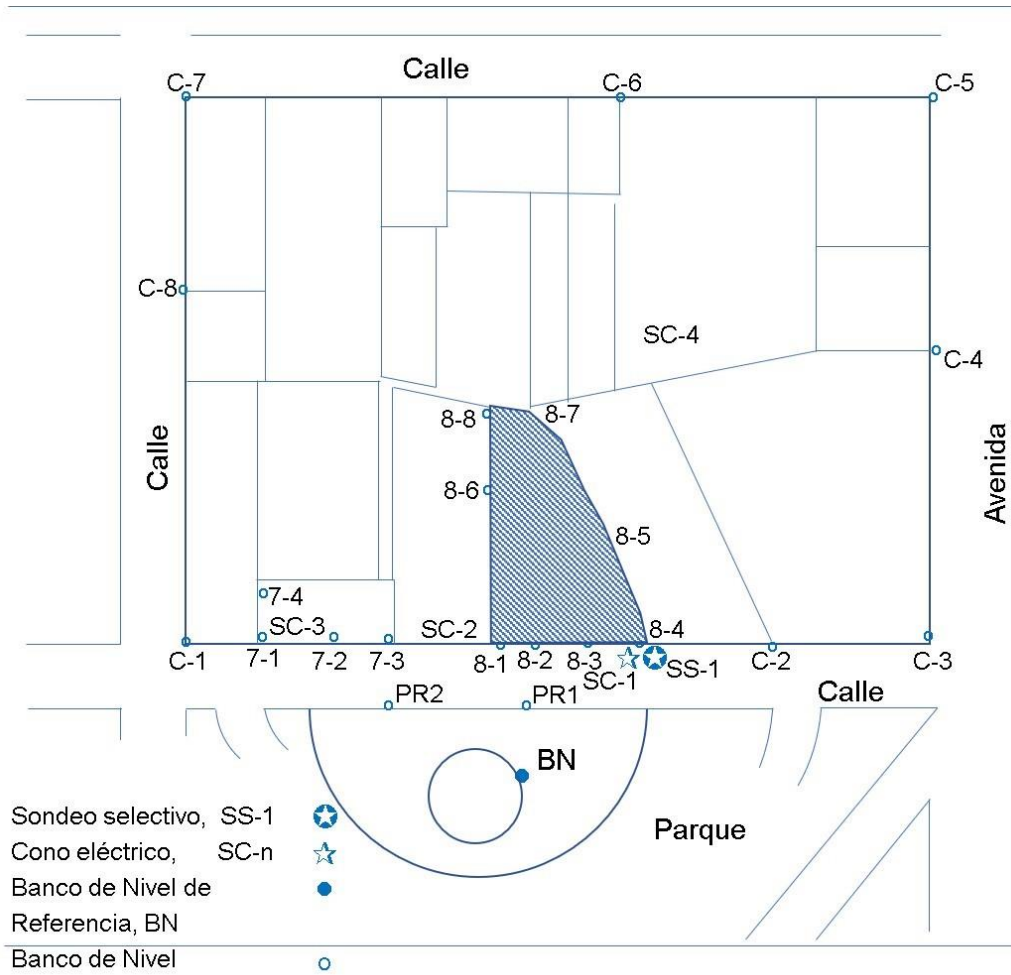 Calle
C-7
C-6
C-5
C-8
SC-4
C-4
8-8
8-7
Calle
Avenida
8-6
8-5
7-4
SC-3
SC-2
8-4
C-1
7-1
7-2
7-3
8-1
8-2
8-3
SC-1
SS-1
C-2
C-3
PR2
PR1
Calle
BN
Parque
Sondeo selectivo, SS-1
Cono eléctrico, SC-n
Banco de Nivel de
Referencia, BN
Banco de Nivel